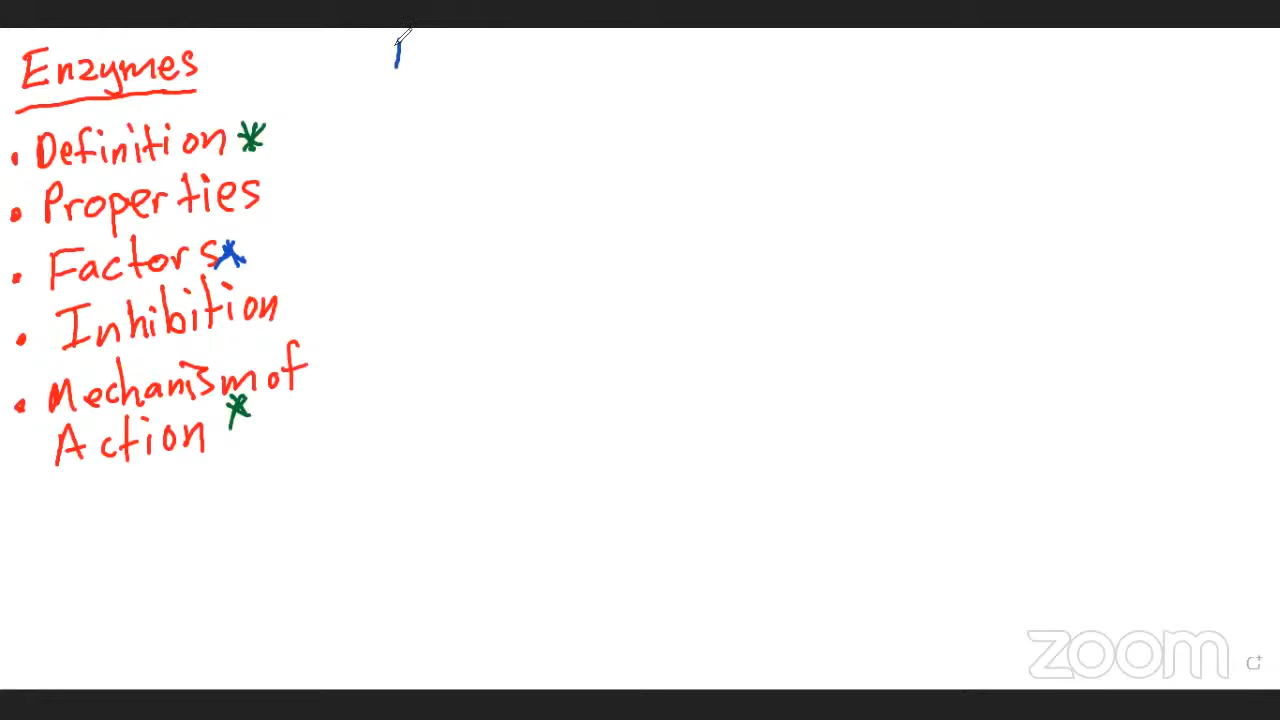 Enzymes
• Definition *
• Properties
• Factors *
• Inhibition
• Mechanism of
Action *
zoom